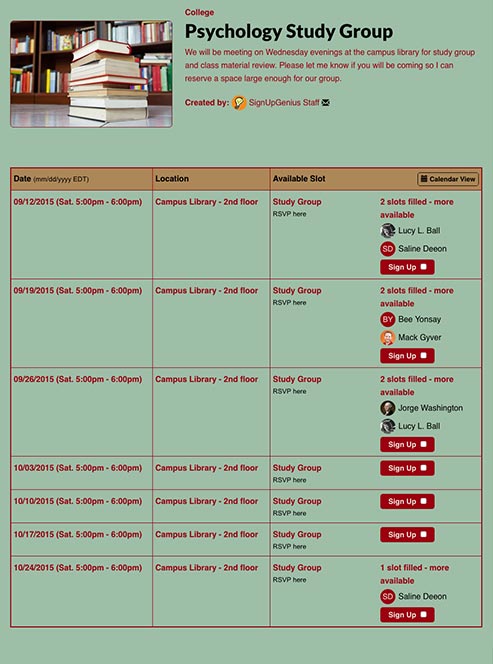 College
Psychology Study Group
We will be meeting on Wednesday evenings at the campus library for study group
and class material review. Please let me know if you will be coming so I can
reserve a space large enough for our group.
Created by: SignUpGenius Staff
Date (mm/dd/yyyy EDT) Location Available Slot Calendar View
09/12/2015 (Sat. 5:00pm - 6:00pm) Campus Library - 2nd floor Study Group 2 slots filled - more
RSVP here available
Lucy L. Ball
SD Saline Deeon
Sign Up
09/19/2015 (Sat. 5:00pm - 6:00pm) Campus Library - 2nd floor Study Group 2 slots filled - more
RSVP here available
BY Bee Yonsay
Mack Gyver
Sign Up
09/26/2015 (Sat. 5:00pm - 6:00pm) Campus Library - 2nd floor Study Group 2 slots filled - more
RSVP here available
Jorge Washington
Lucy L. Ball
Sign Up
10/03/2015 (Sat. 5:00pm - 6:00pm) Campus Library - 2nd floor Study Group Sign Up
RSVP here
10/10/2015 (Sat. 5:00pm - 6:00pm) Campus Library - 2nd floor Study Group Sign Up
RSVP here
10/17/2015 (Sat. 5:00pm - 6:00pm) Campus Library - 2nd floor Study Group Sign Up
RSVP here
10/24/2015 (Sat. 5:00pm - 6:00pm) Campus Library - 2nd floor Study Group 1 slot filled - more
RSVP here available
SD Saline Deeon
Sign Up